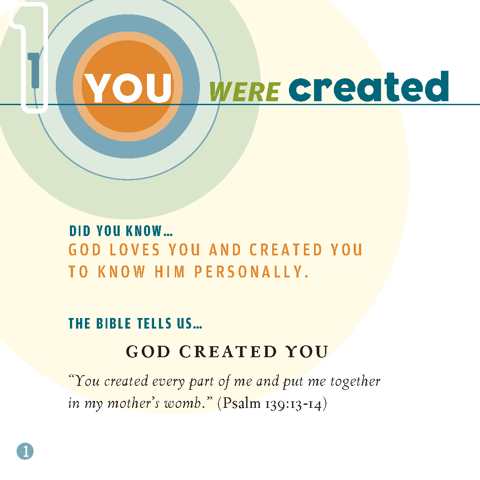 1
YOU WERE created
DID YOU KNOW...
GOD LOVES YOU AND CREATED YOU
TO KNOW HIM PERSONALLY.
THE BIBLE TELLS US...
GOD CREATED YOU
“You created every part of me and put me together
in my mother’s womb.” (Psalm 139:13-14)
1